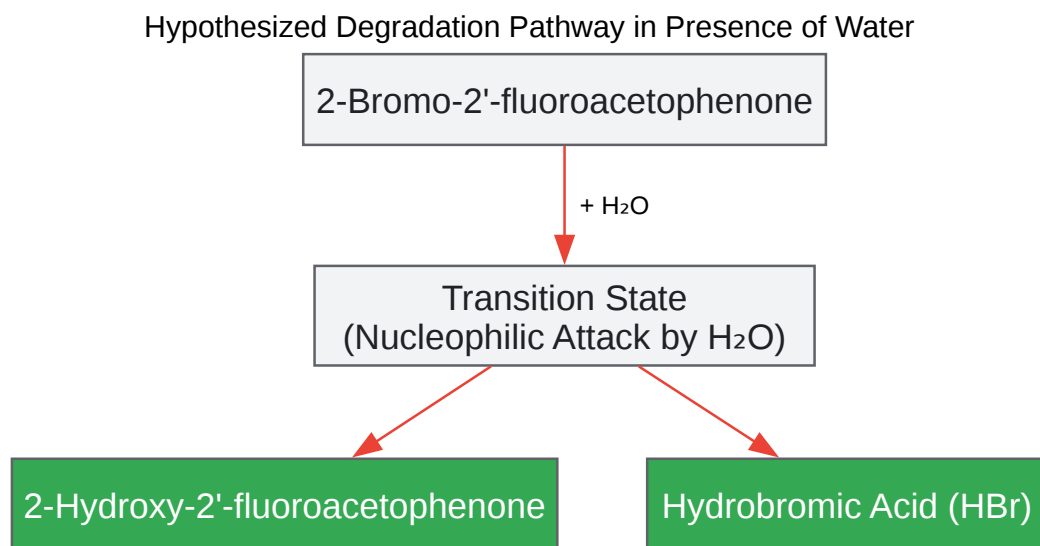 Hypothesized Degradation Pathway in Presence of Water
2-Bromo-2'-fluoroacetophenone
+ H₂O
Transition State
(Nucleophilic Attack by H₂O)
2-Hydroxy-2'-fluoroacetophenone
Hydrobromic Acid (HBr)